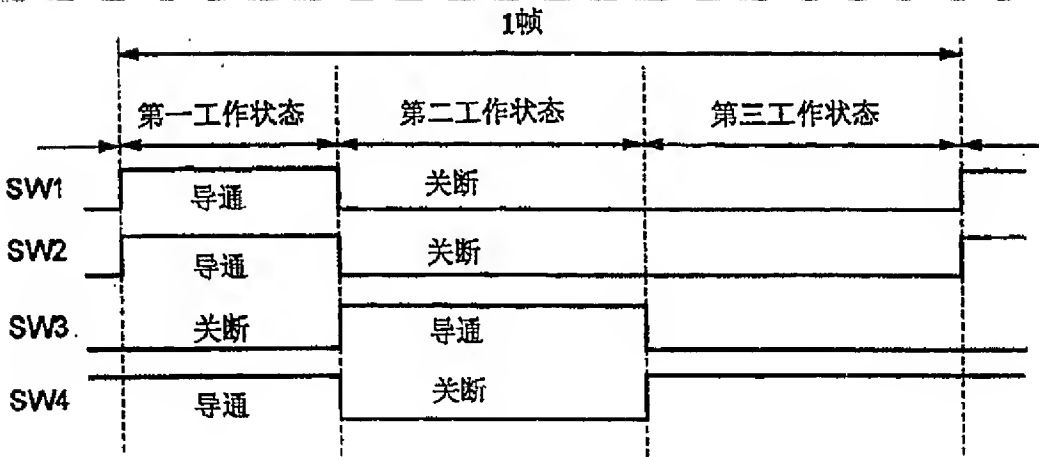 1帧
第一工作状态 第二工作状态 第三工作状态
SW1 导通 关断
SW2 导通 关断
SW3 关断 导通
SW4 导通 关断